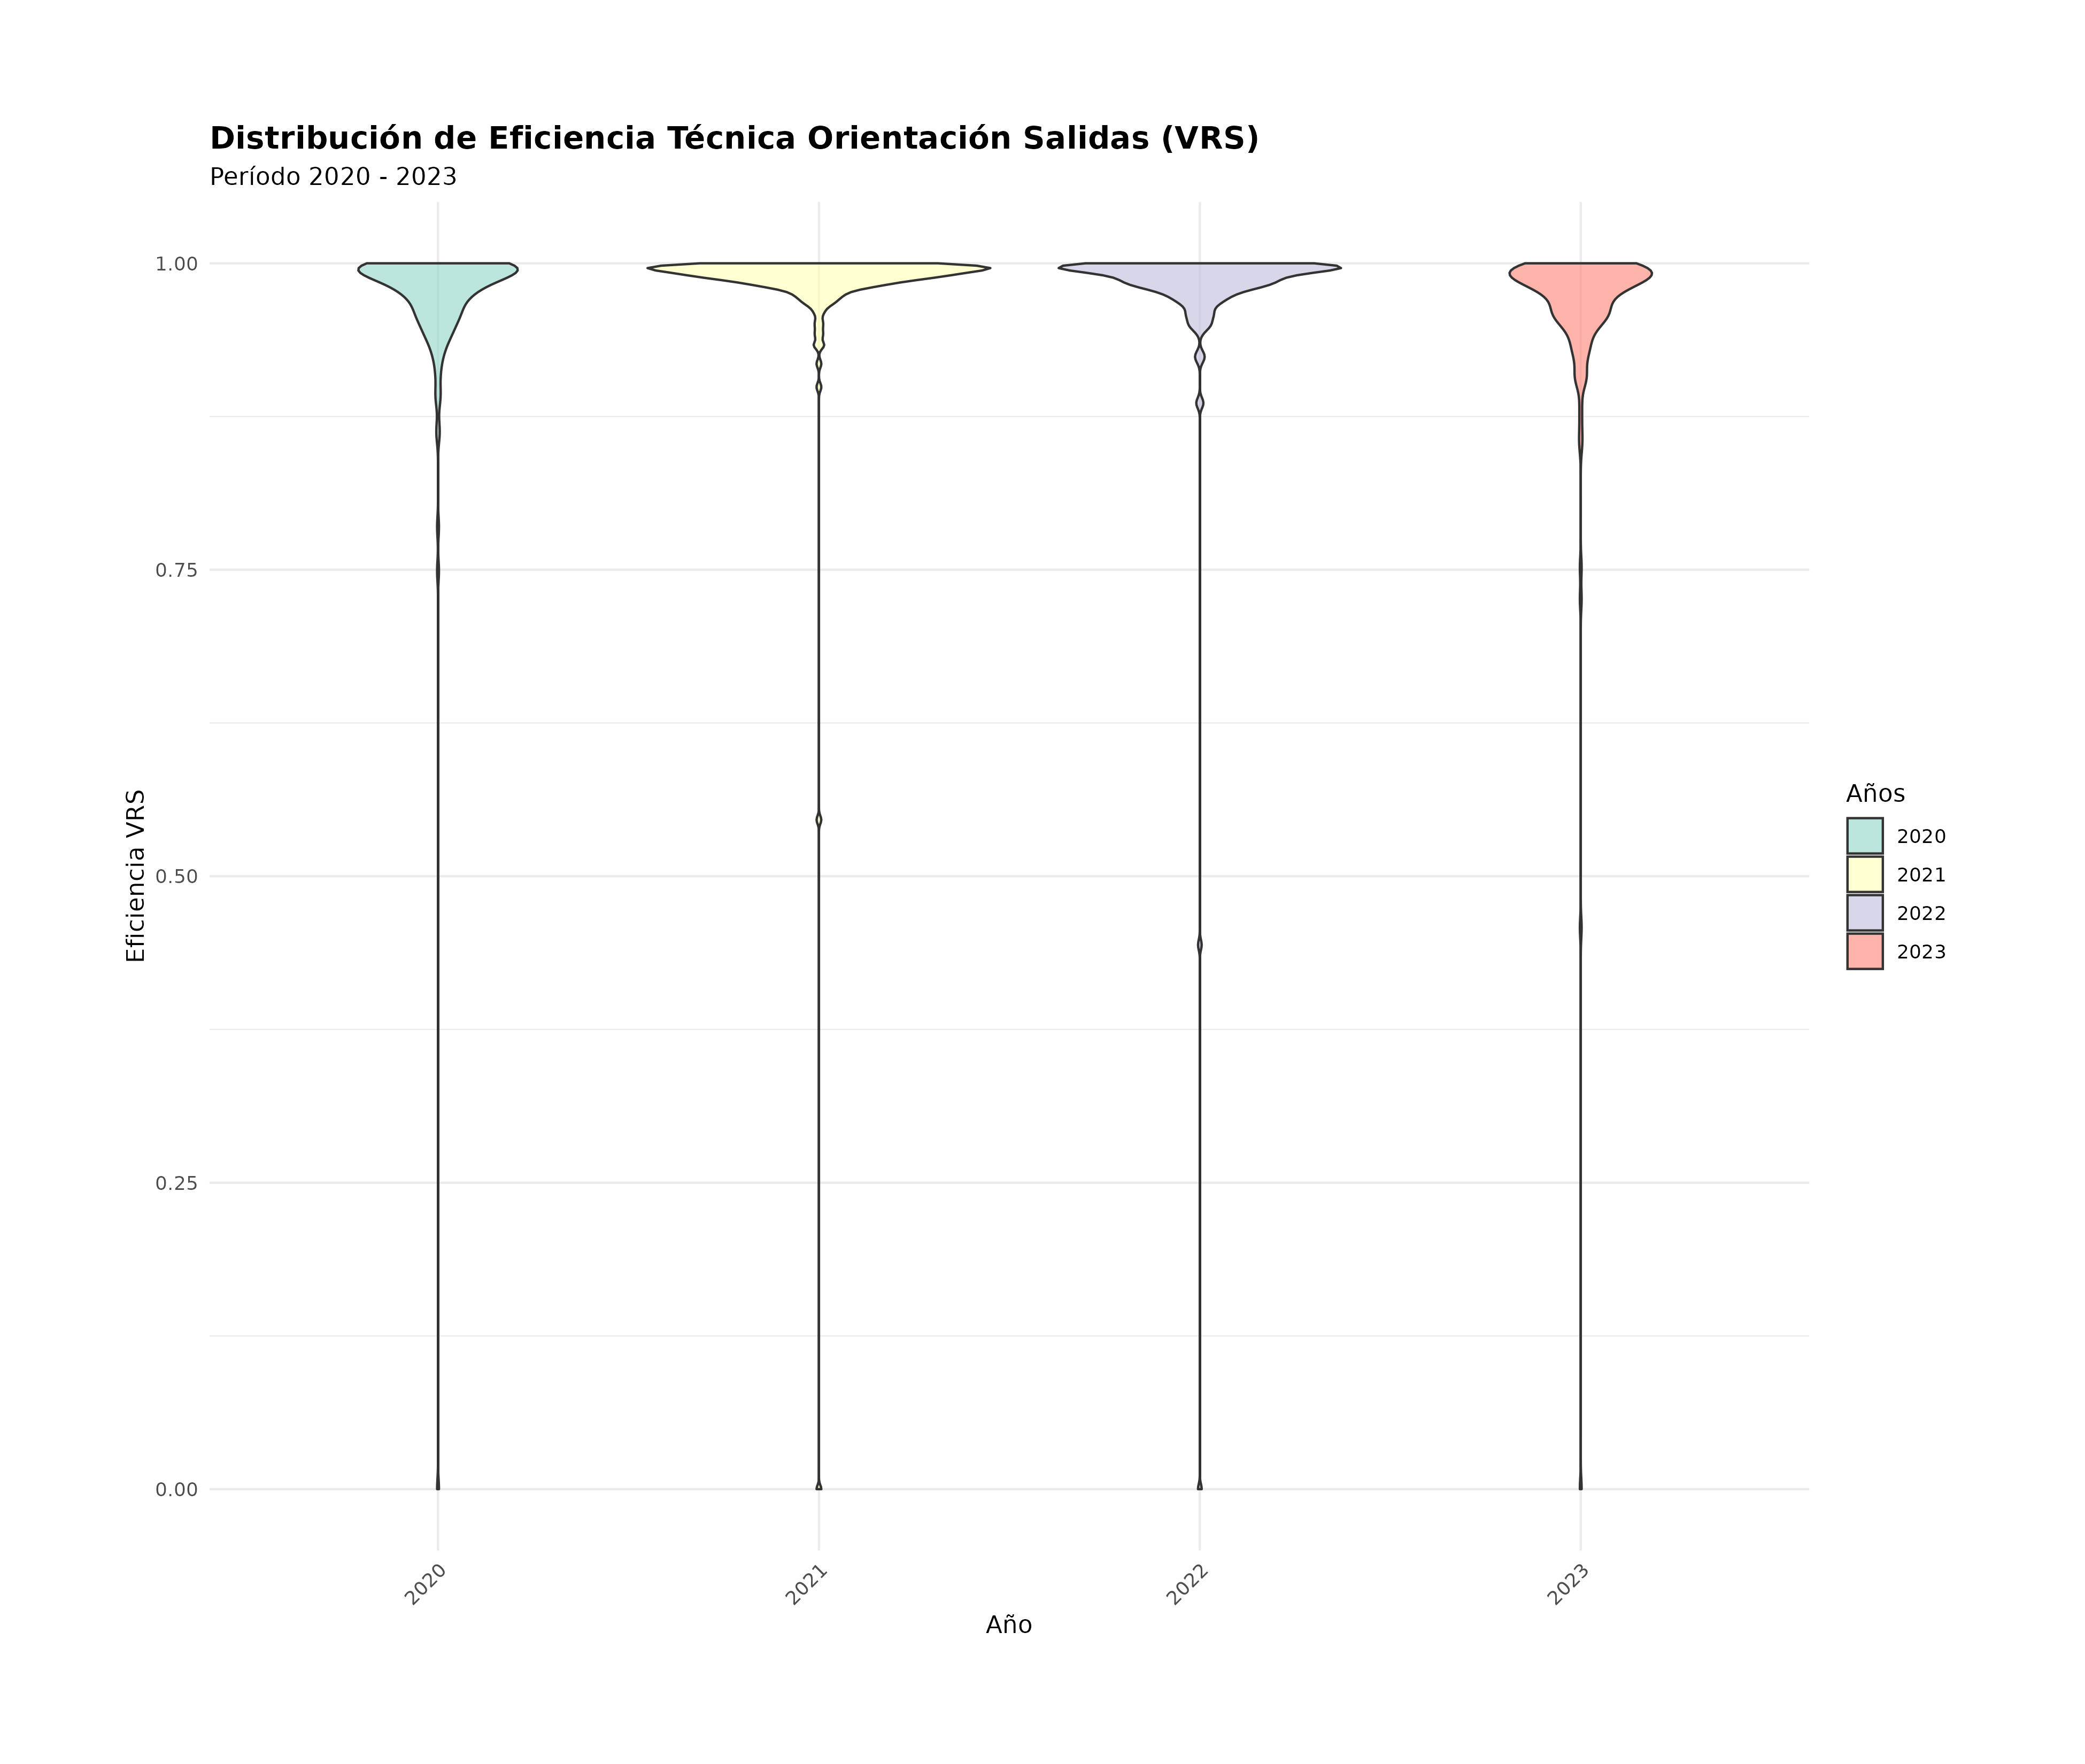 Distribución de Eficiencia Técnica Orientación Salidas (VRS)
Período 2020 - 2023
1.00
0.75
0.50
0.25
0.00
Eficiencia VRS
2020
2021
2022
2023
Año
Años
2020
2021
2022
2023